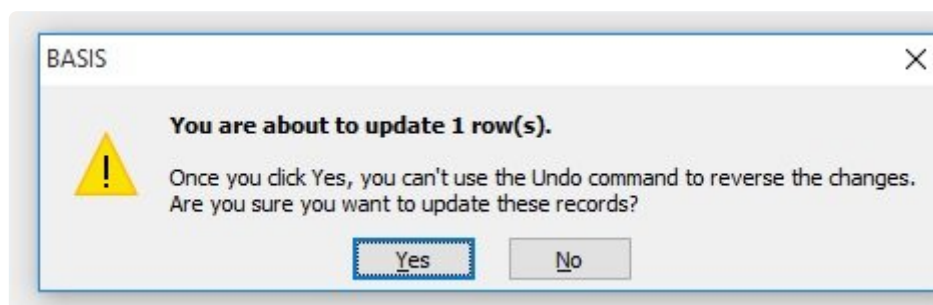 BASIS
You are about to update 1 row(s).
Once you click Yes, you can't use the Undo command to reverse the changes.
Are you sure you want to update these records?
Yes No